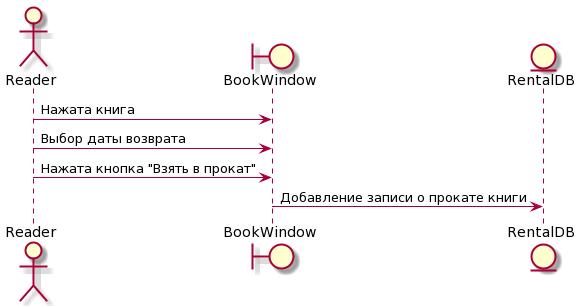 Reader
BookWindow
RentalDB
Нажата книга
Выбор даты возврата
Нажата кнопка "Взять в прокат"
Добавление записи о прокате книги
Reader
BookWindow
RentalDB